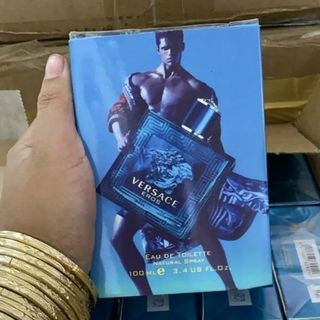 VERSACE
EROS
EAU DE TOILETTE
NATURAL SPRAY
100 ML ℮ 3.4 US FL.OZ.